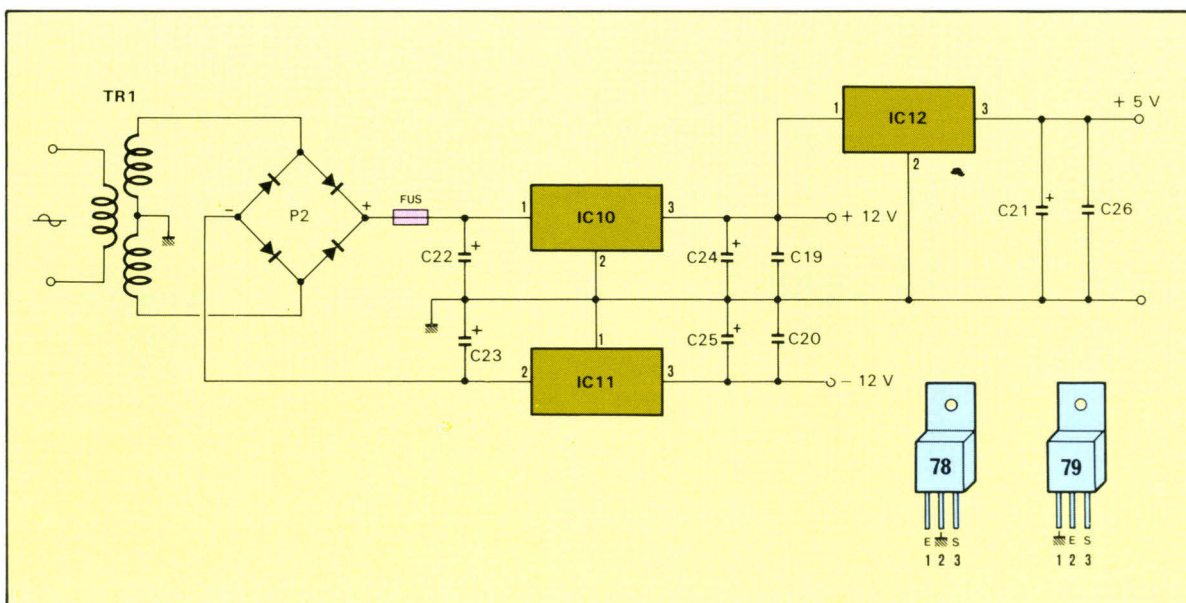 TR1
P2
-
+
FUS
C22
+
C23
+
1
IC10
3
2
1
2
IC11
3
C24
+
C19
C25
+
C20
+ 12 V
- 12 V
1
IC12
3
2
C21
+
C26
+ 5 V
78
E S
1 2 3
79
E S
1 2 3